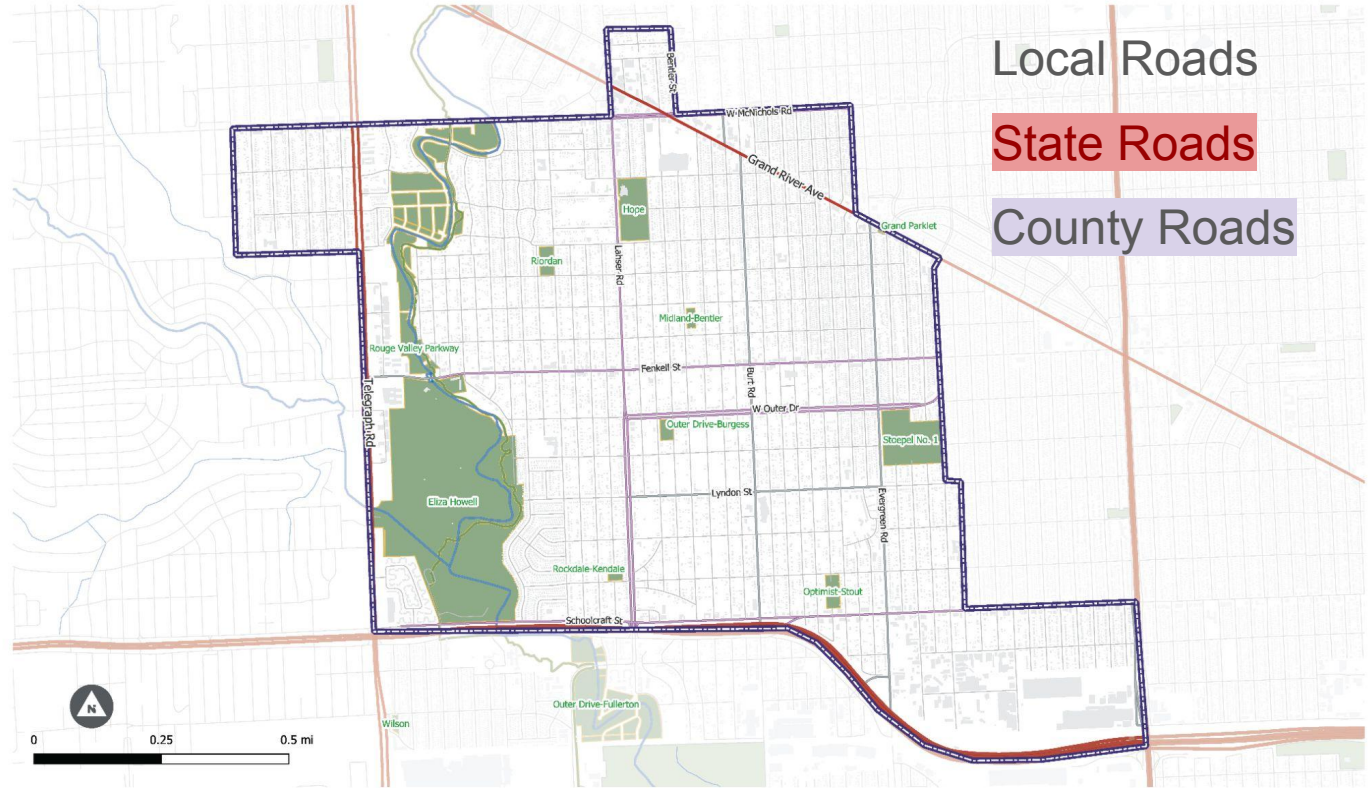 Local Roads
State Roads
County Roads
Bentler St
W McNichols Rd
Grand River Ave
Hope
Lahser Rd
Grand Parklet
Riordan
Midland-Bentler
Rouge Valley Parkway
Fenkell St
Burt Rd
Telegraph Rd
W Outer Dr
Outer Drive-Burgess
Stoepel No. 1
Eliza Howell
Lyndon St
Evergreen Rd
Rockdale-Kendale
Optimist-Stout
Schoolcraft St
N
Outer Drive-Fullerton
Wilson
0 0.25 0.5 mi